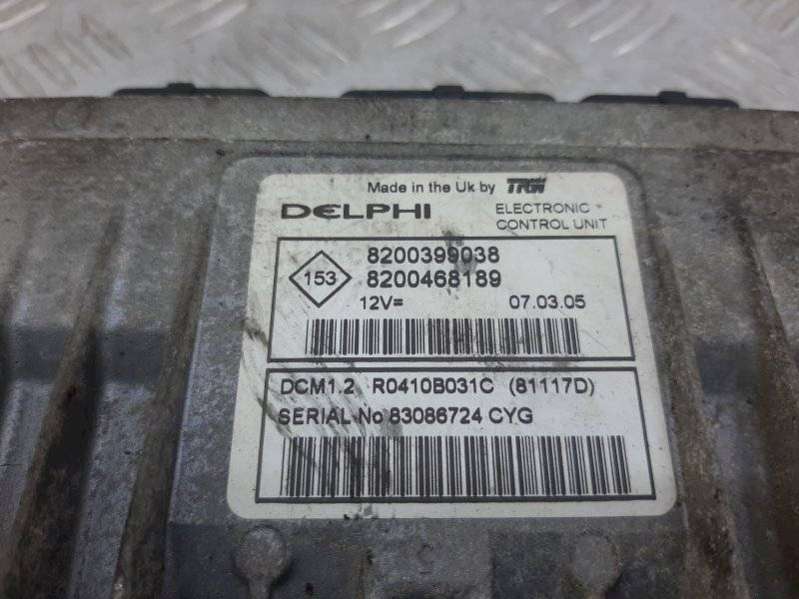 Made in the Uk by TRW
DELPHI
ELECTRONIC
CONTROL UNIT
153
8200399038
8200468189
12V=
07.03.05
DCM1.2 R0410B031C (81117D)
SERIAL No 83086724 CYG